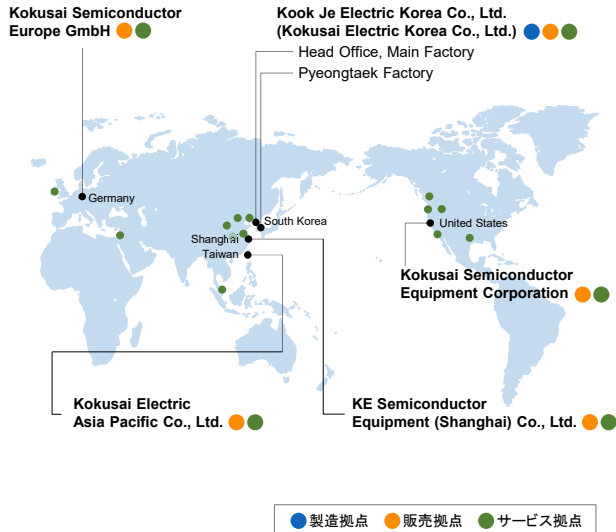 Kokusai Semiconductor
Europe GmbH
Kook Je Electric Korea Co., Ltd.
(Kokusai Electric Korea Co., Ltd.)
Head Office, Main Factory
Pyeongtaek Factory
Germany
South Korea
Shanghai
Taiwan
United States
Kokusai Semiconductor
Equipment Corporation
Kokusai Electric
Asia Pacific Co., Ltd.
KE Semiconductor
Equipment (Shanghai) Co., Ltd.
製造拠点 販売拠点 サービス拠点